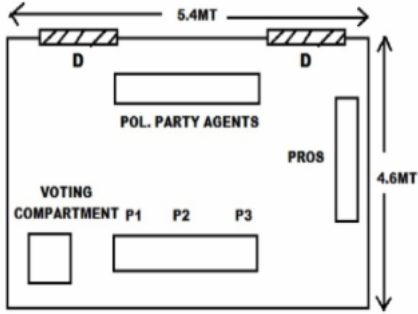 5.4MT
D
D
POL. PARTY AGENTS
PROS
4.6MT
VOTING
COMPARTMENT
P1
P2
P3